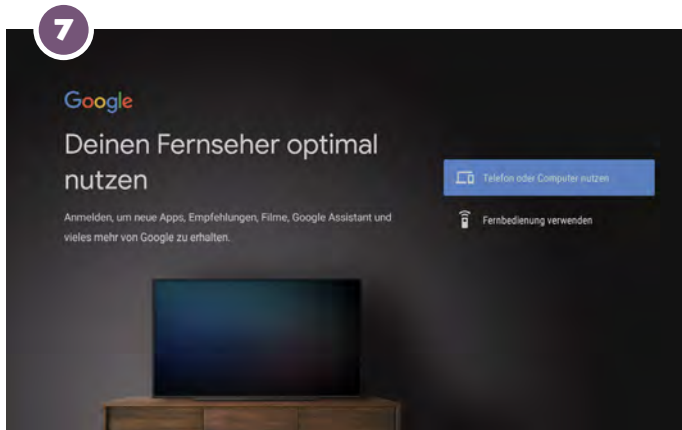 7
Google
Deinen Fernseher optimal
nutzen
Anmelden, um neue Apps, Empfehlungen, Filme, Google Assistant und
vieles mehr von Google zu erhalten.
Telefon oder Computer nutzen
Fernbedienung verwenden